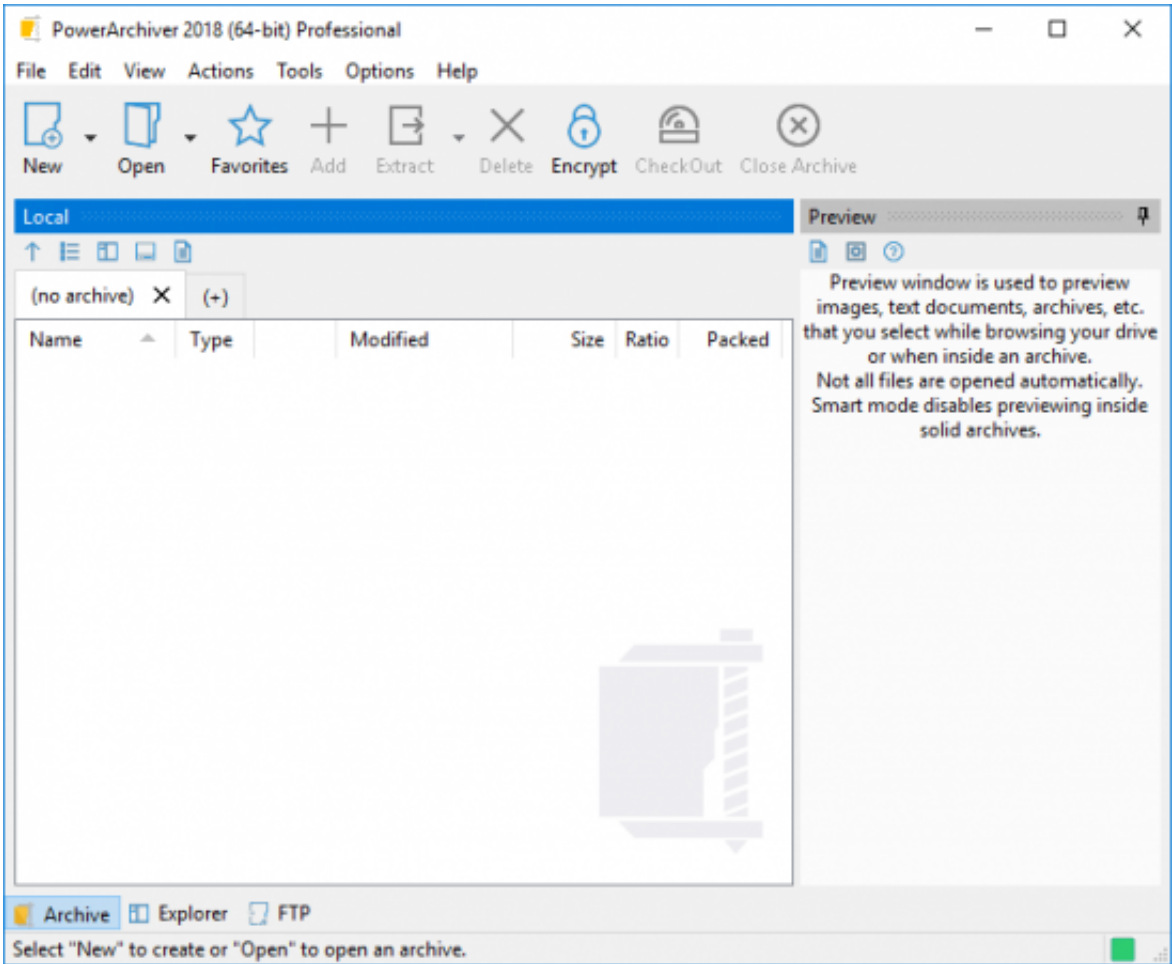 PowerArchiver 2018 (64-bit) Professional
File Edit View Actions Tools Options Help
New Open Favorites Add Extract Delete Encrypt CheckOut Close Archive
Local
Preview
(no archive) (+)
Name Type Modified Size Ratio Packed
Preview window is used to preview
images, text documents, archives, etc.
that you select while browsing your drive
or when inside an archive.
Not all files are opened automatically.
Smart mode disables previewing inside
solid archives.
Archive Explorer FTP
Select "New" to create or "Open" to open an archive.